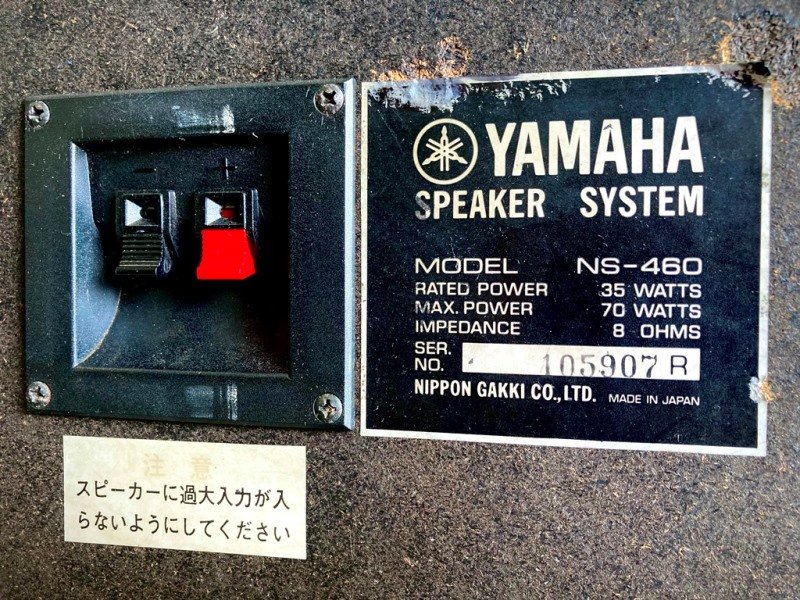 - +
YAMAHA
SPEAKER SYSTEM
MODEL NS-460
RATED POWER 35 WATTS
MAX. POWER 70 WATTS
IMPEDANCE 8 OHMS
SER.
NO. 105907 R
NIPPON GAKKI CO., LTD. MADE IN JAPAN
注意
スピーカーに過大入力が入
らないようにしてください